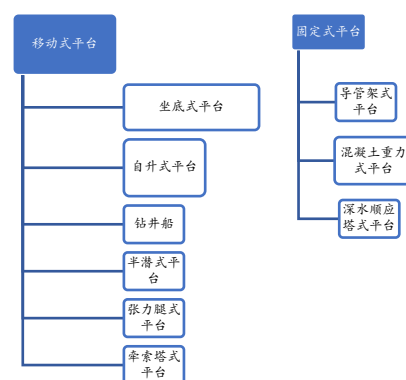 移动式平台
坐底式平台
自升式平台
钻井船
半潜式平
台
张力腿式
平台
牵索塔式
平台
固定式平台
导管架式
平台
混凝土重力
式平台
深水顺应
塔式平台